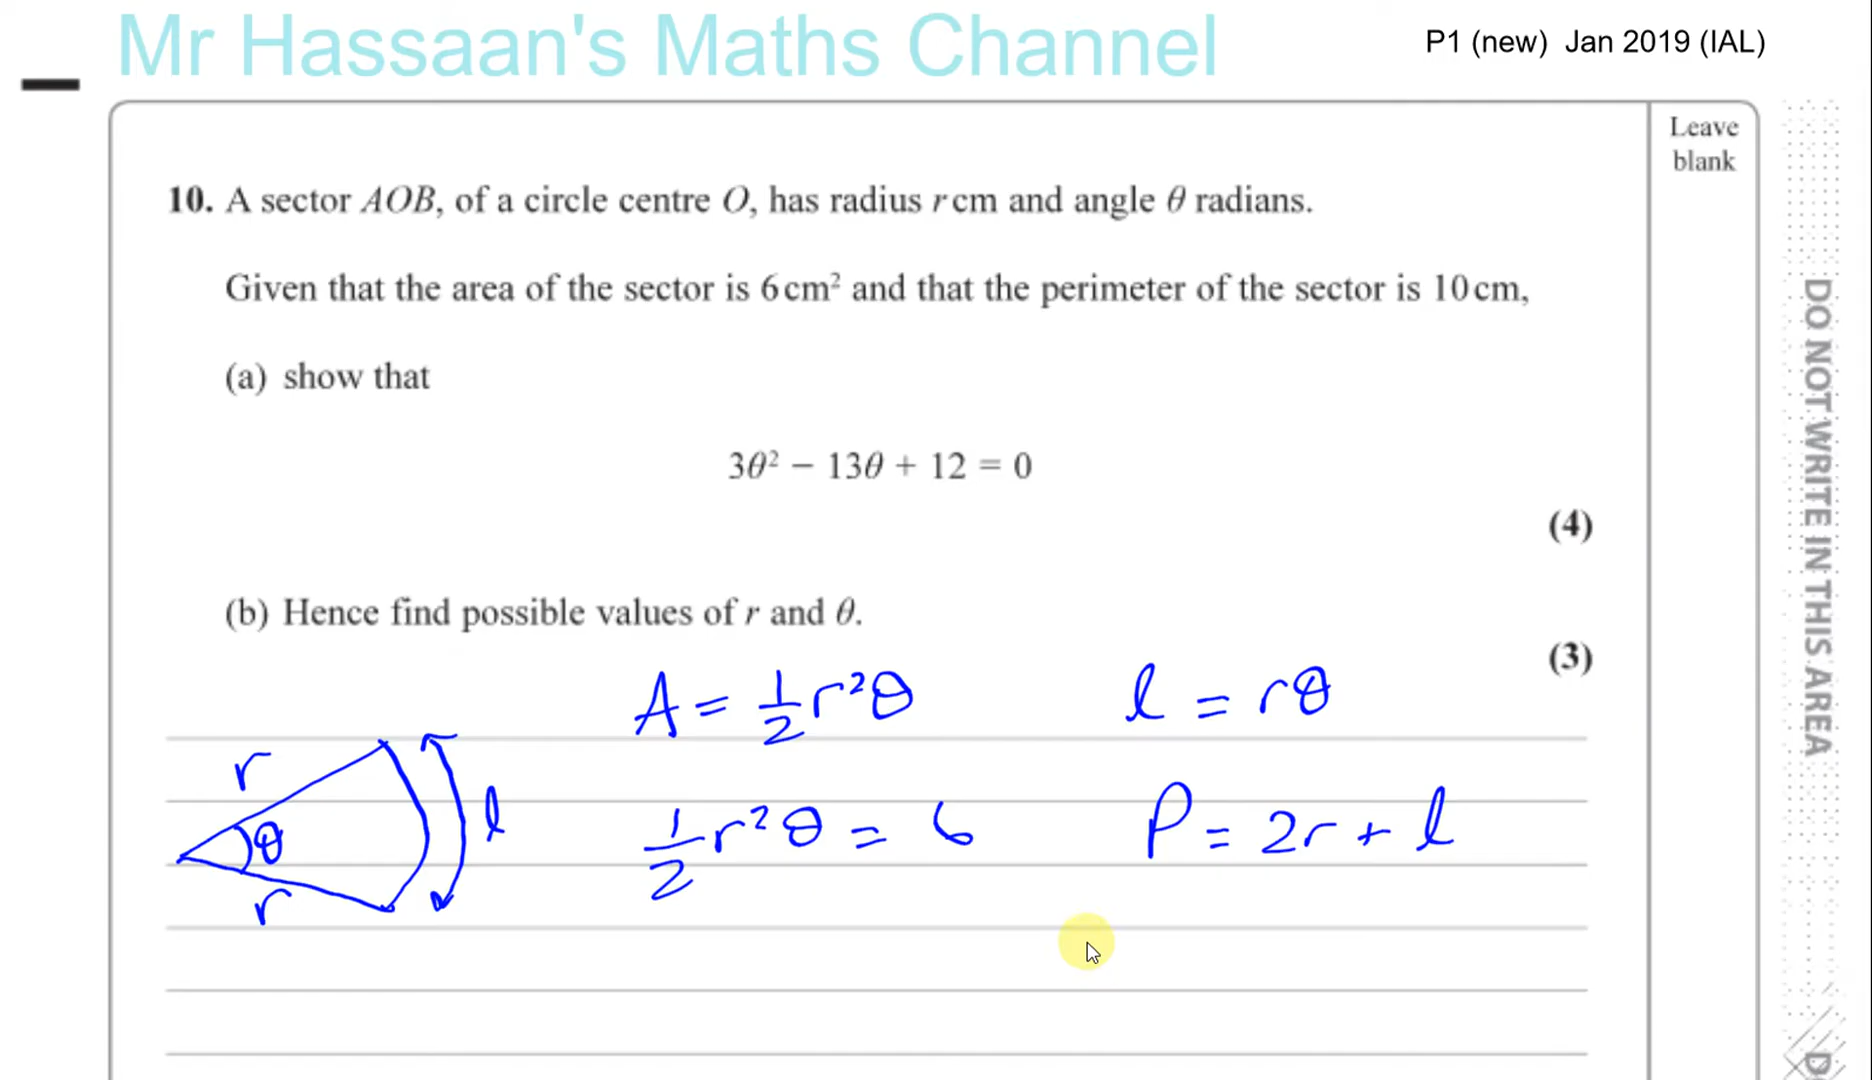 Mr Hassaan's Maths Channel
P1 (new) Jan 2019 (IAL)
Leave
blank
10. A sector AOB, of a circle centre O, has radius r cm and angle θ radians.
Given that the area of the sector is 6 cm² and that the perimeter of the sector is 10 cm,
(a) show that
3θ² − 13θ + 12 = 0
(4)
(b) Hence find possible values of r and θ.
(3)
A = ½r²θ
l = rθ
r
θ
r
l
½r²θ = 6
P = 2r + l
DO NOT WRITE IN THIS AREA
D